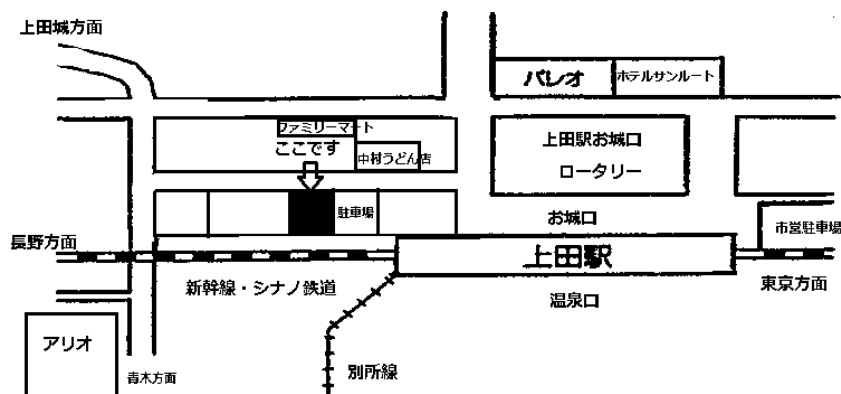 上田城方面
パレオ
ホテルサンルート
ファミリーマート
ここです
中村うどん店
上田駅お城口
ロータリー
駐車場
お城口
市営駐車場
長野方面
上田駅
新幹線・シナノ鉄道
東京方面
温泉口
アリオ
青木方面
別所線